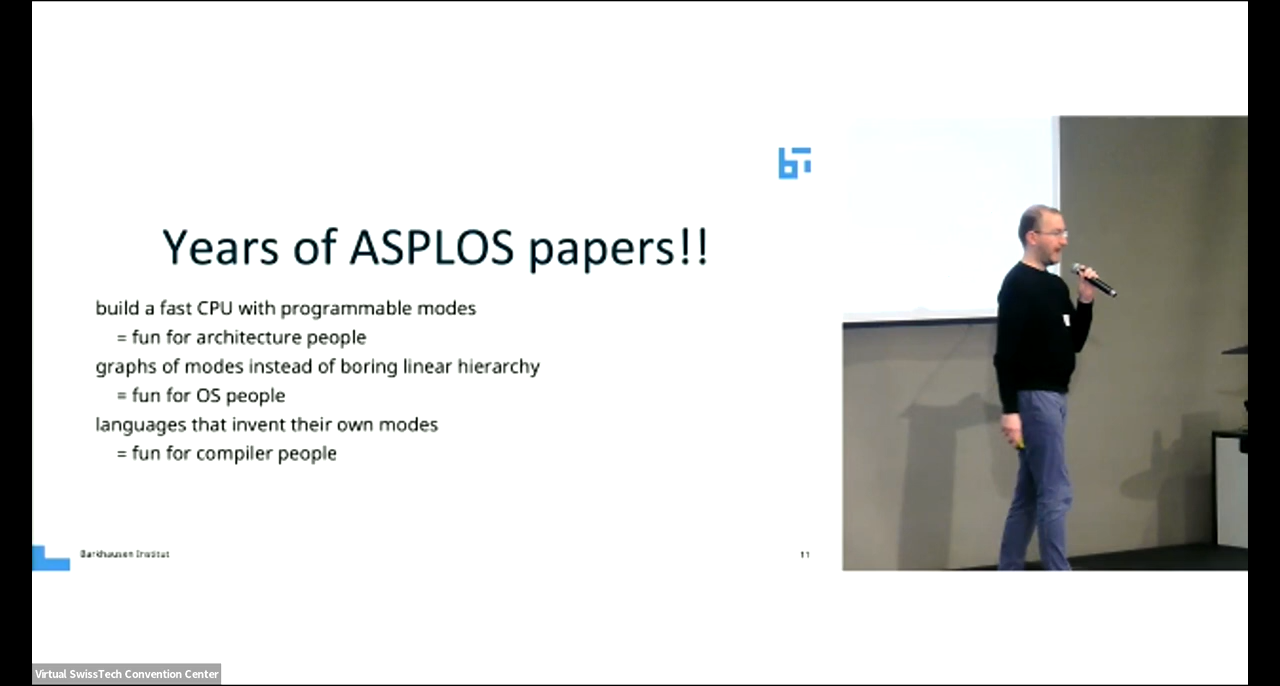 Years of ASPLOS papers!!
build a fast CPU with programmable modes
= fun for architecture people
graphs of modes instead of boring linear hierarchy
= fun for OS people
languages that invent their own modes
= fun for compiler people
Barkhausen Institut
11
Virtual SwissTech Convention Center